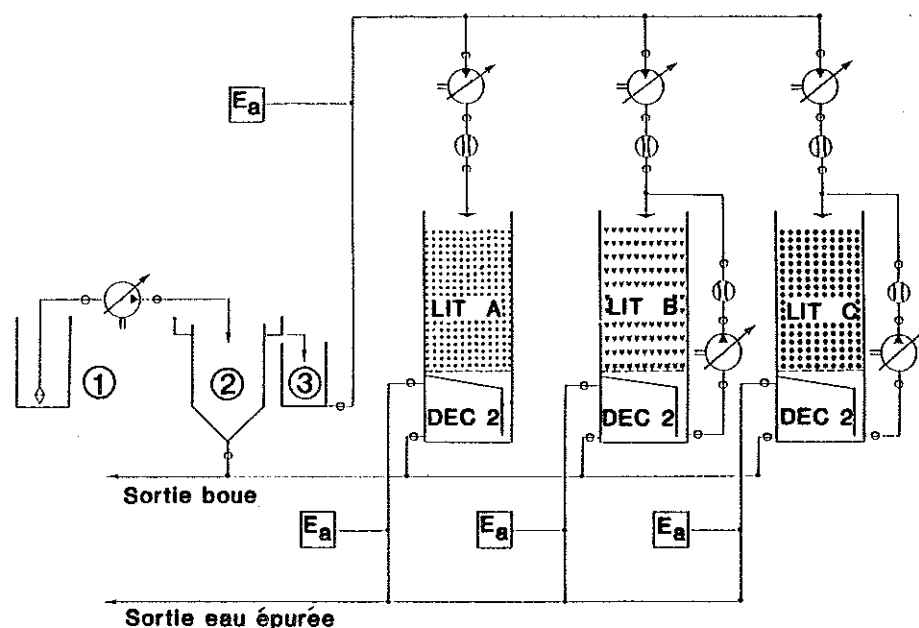 Ea
LIT A
LIT B
LIT C
1
2
3
DEC 2
DEC 2
DEC 2
Sortie boue
Ea
Ea
Ea
Sortie eau épurée